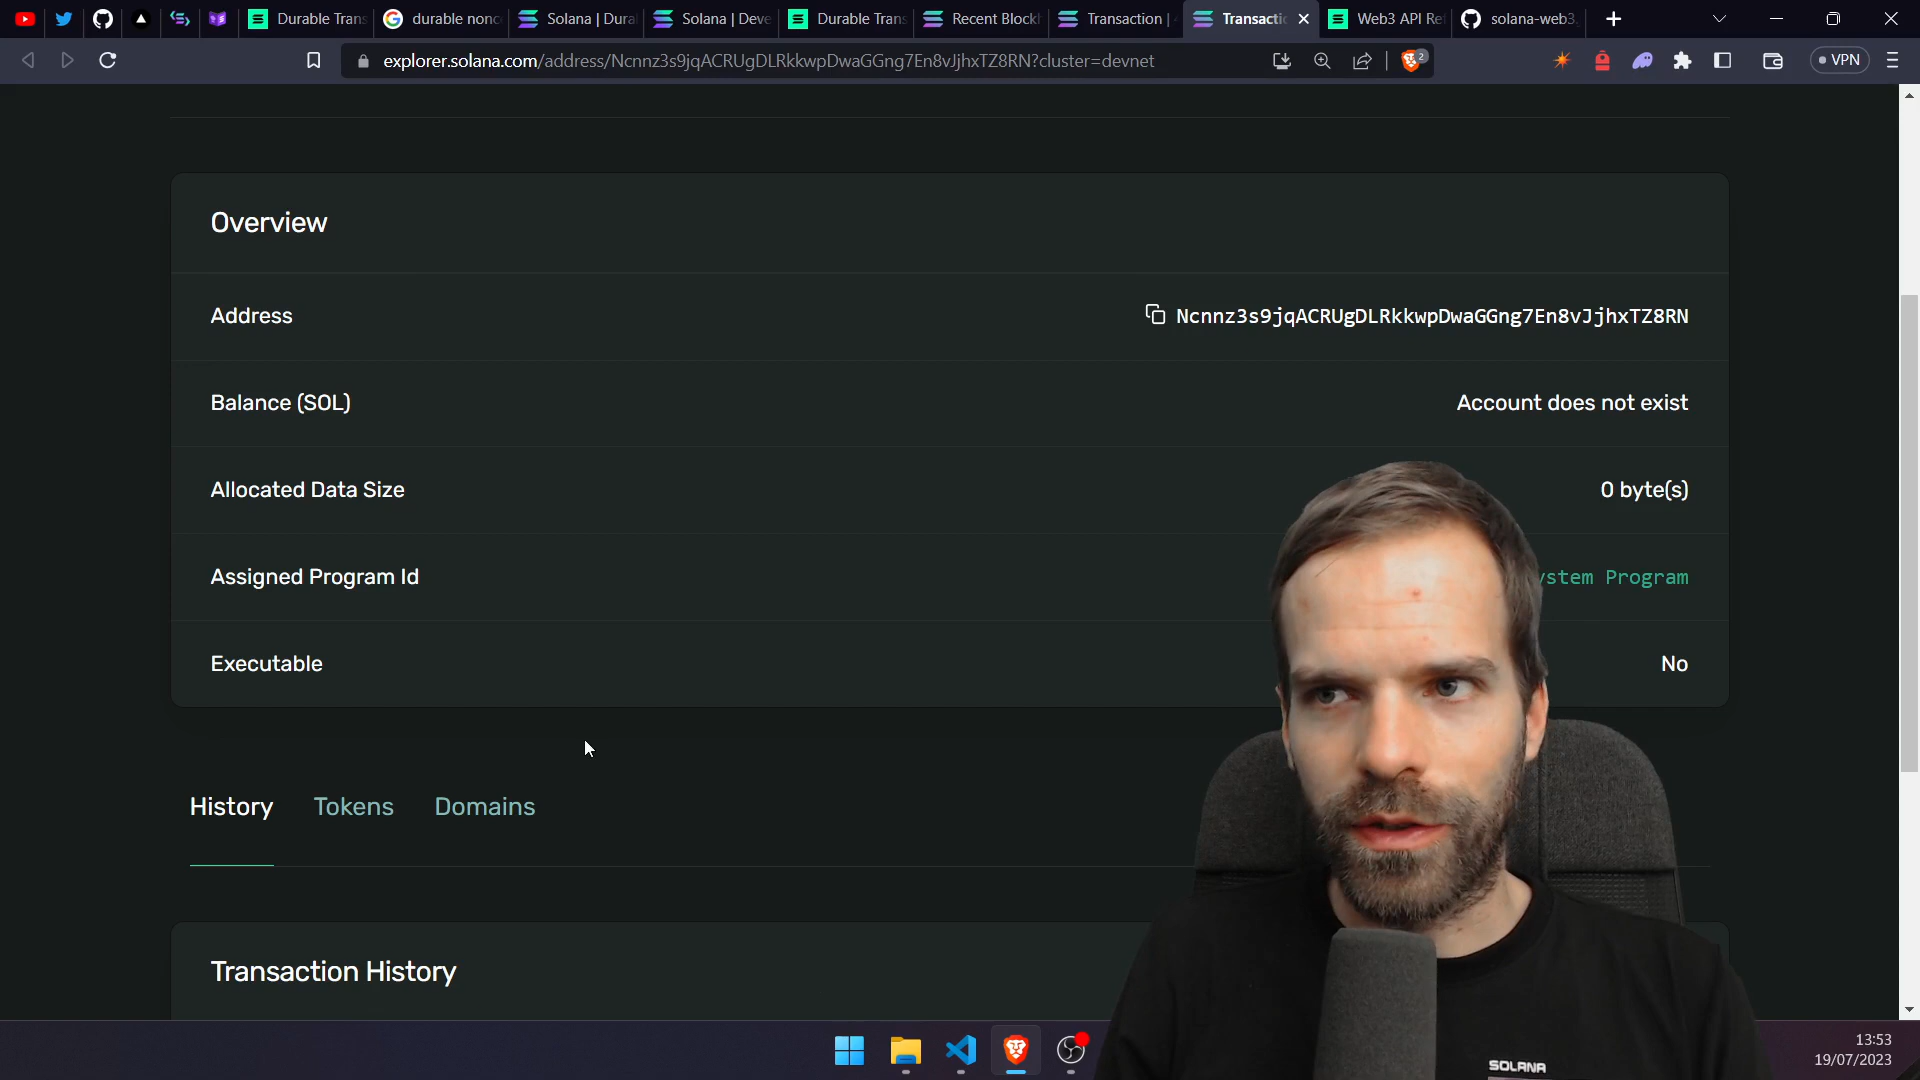 Durable Trans
durable nonc
Solana | Dura
Solana | Deve
Durable Trans
Recent Blockh
Transaction |
Transacti
Web3 API Re
solana-web3.
explorer.solana.com/address/Ncnnz3s9jqACRUgDLRkkwpDwaGGng7En8vJjhxTZ8RN?cluster=devnet
2
VPN
Overview
Address
Ncnnz3s9jqACRUgDLRkkwpDwaGGng7En8vJjhxTZ8RN
Balance (SOL)
Account does not exist
Allocated Data Size
0 byte(s)
Assigned Program Id
ystem Program
Executable
No
History
Tokens
Domains
Transaction History
SOLANA
13:53
19/07/2023